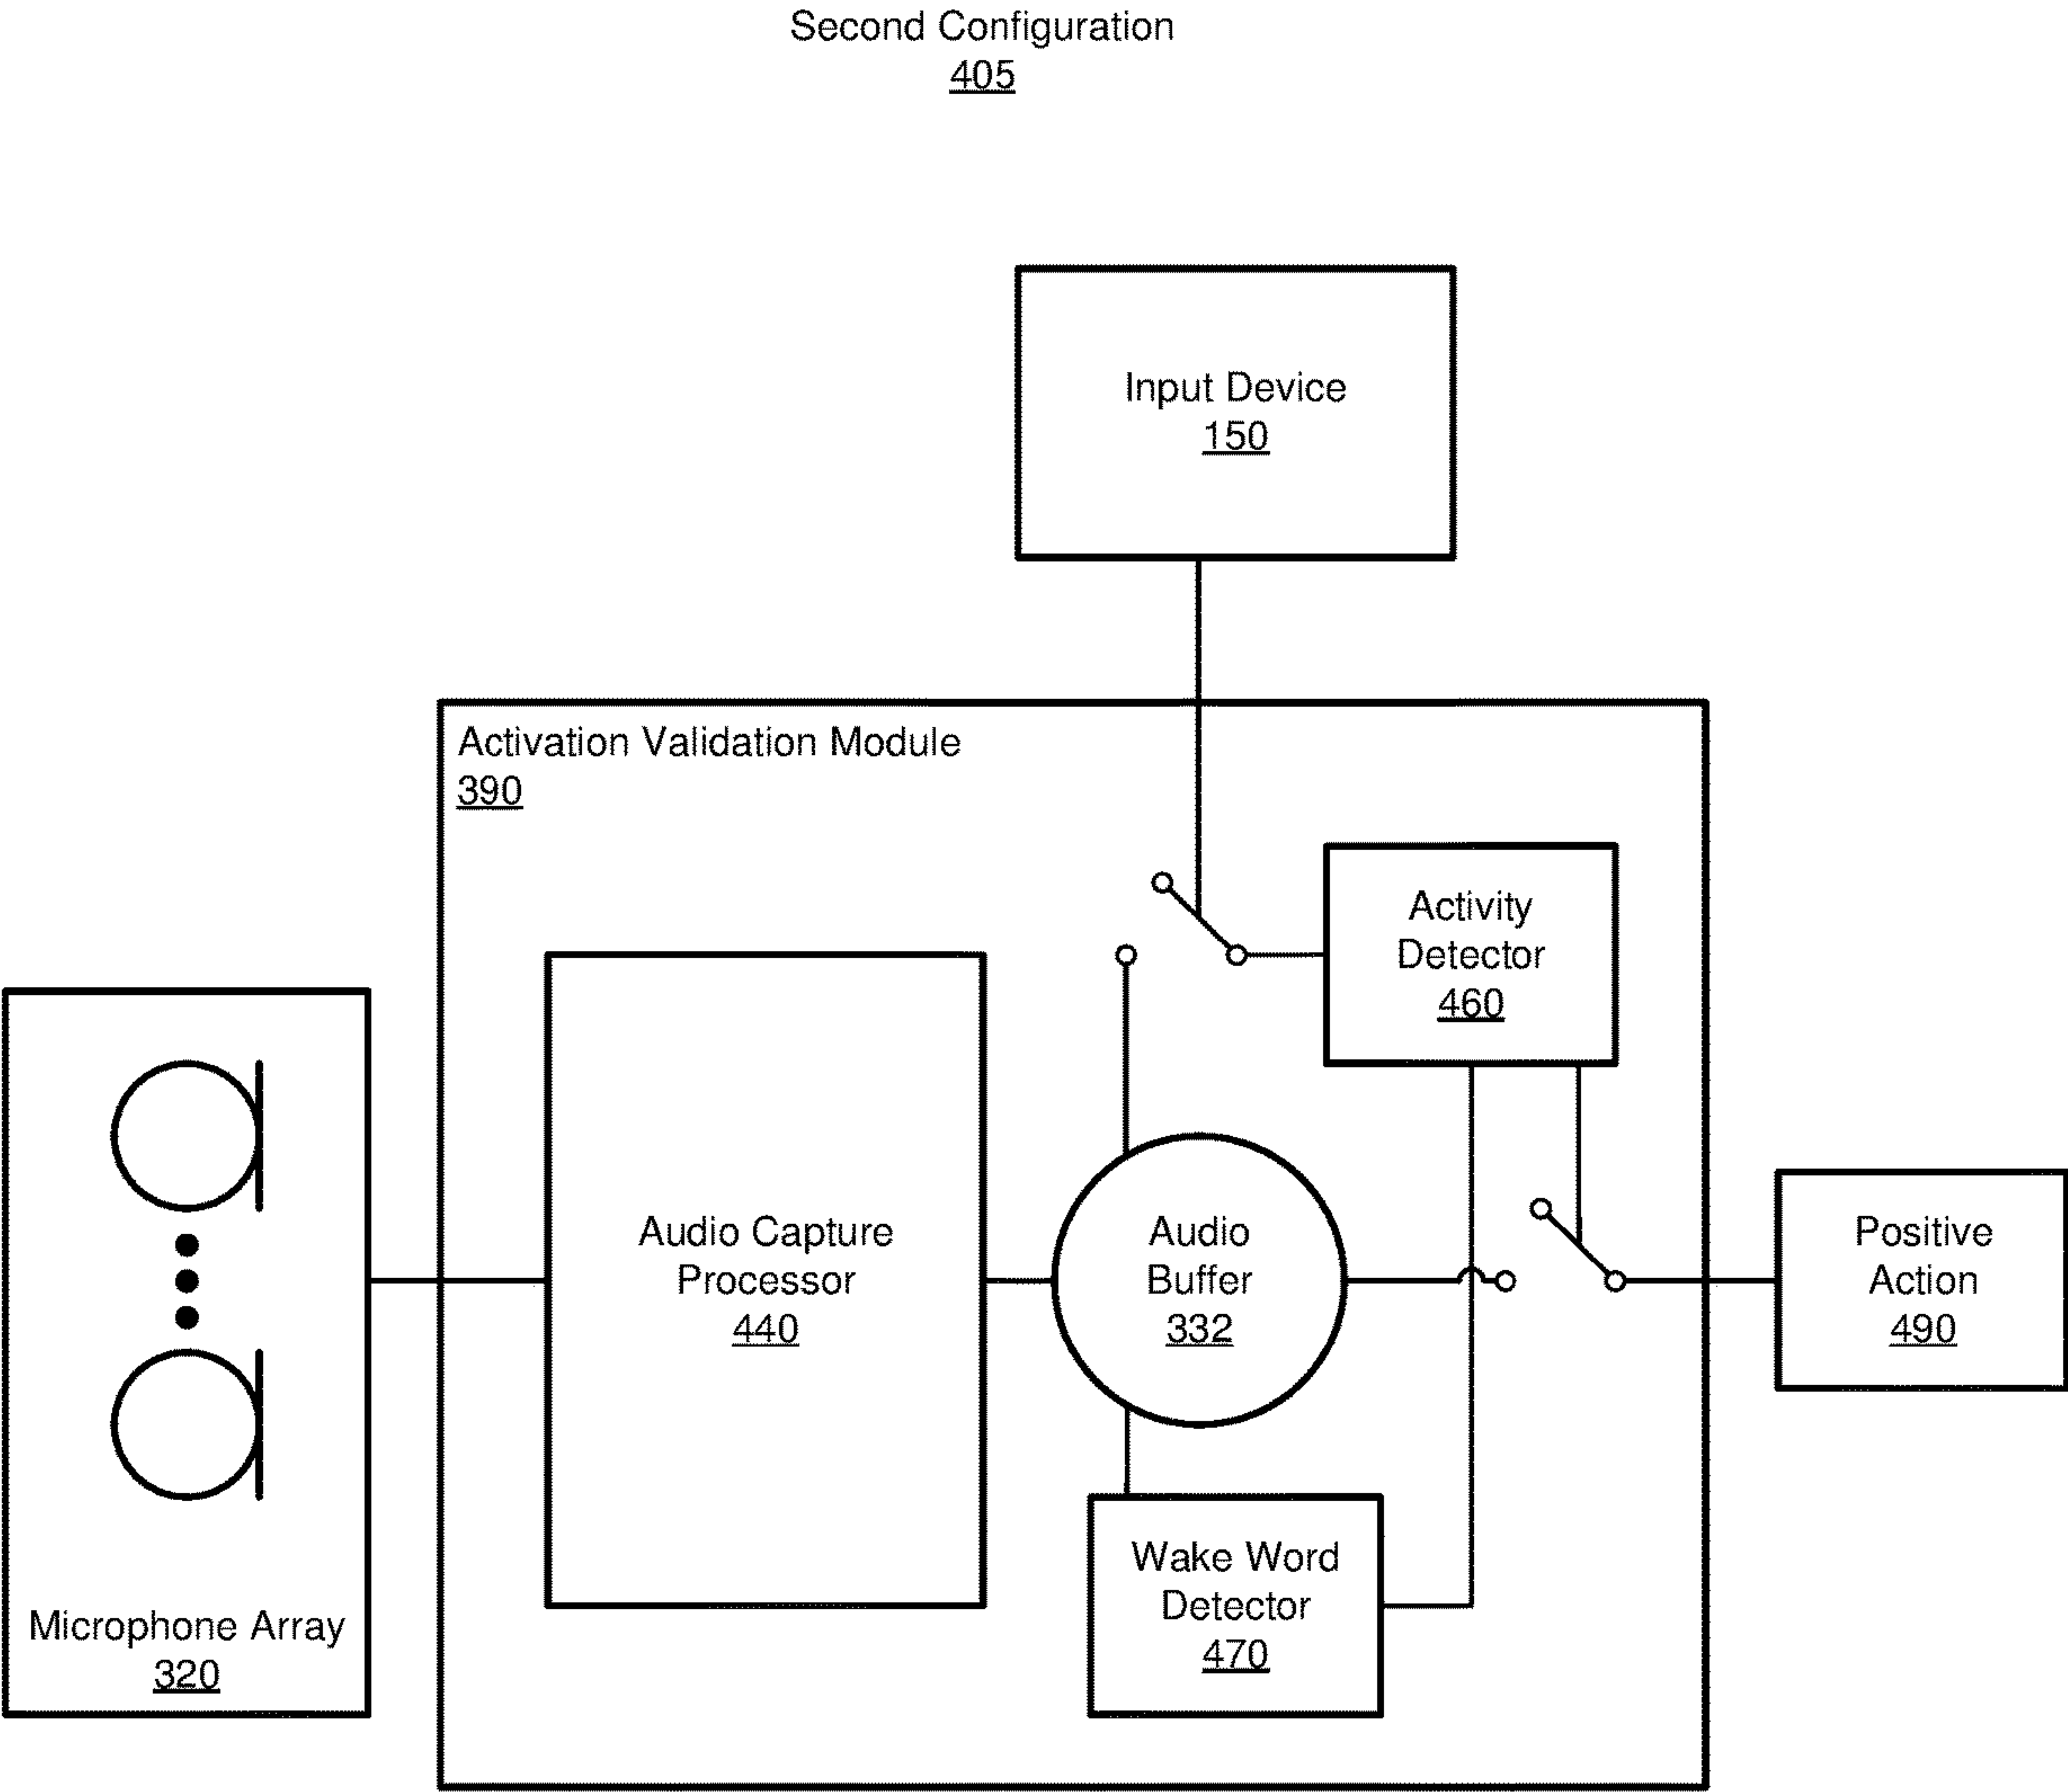 Second Configuration
405
Input Device
150
Activation Validation Module
390
Activity
Detector
460
Audio Capture
Processor
440
Audio
Buffer
332
Positive
Action
490
Wake Word
Detector
470
Microphone Array
320